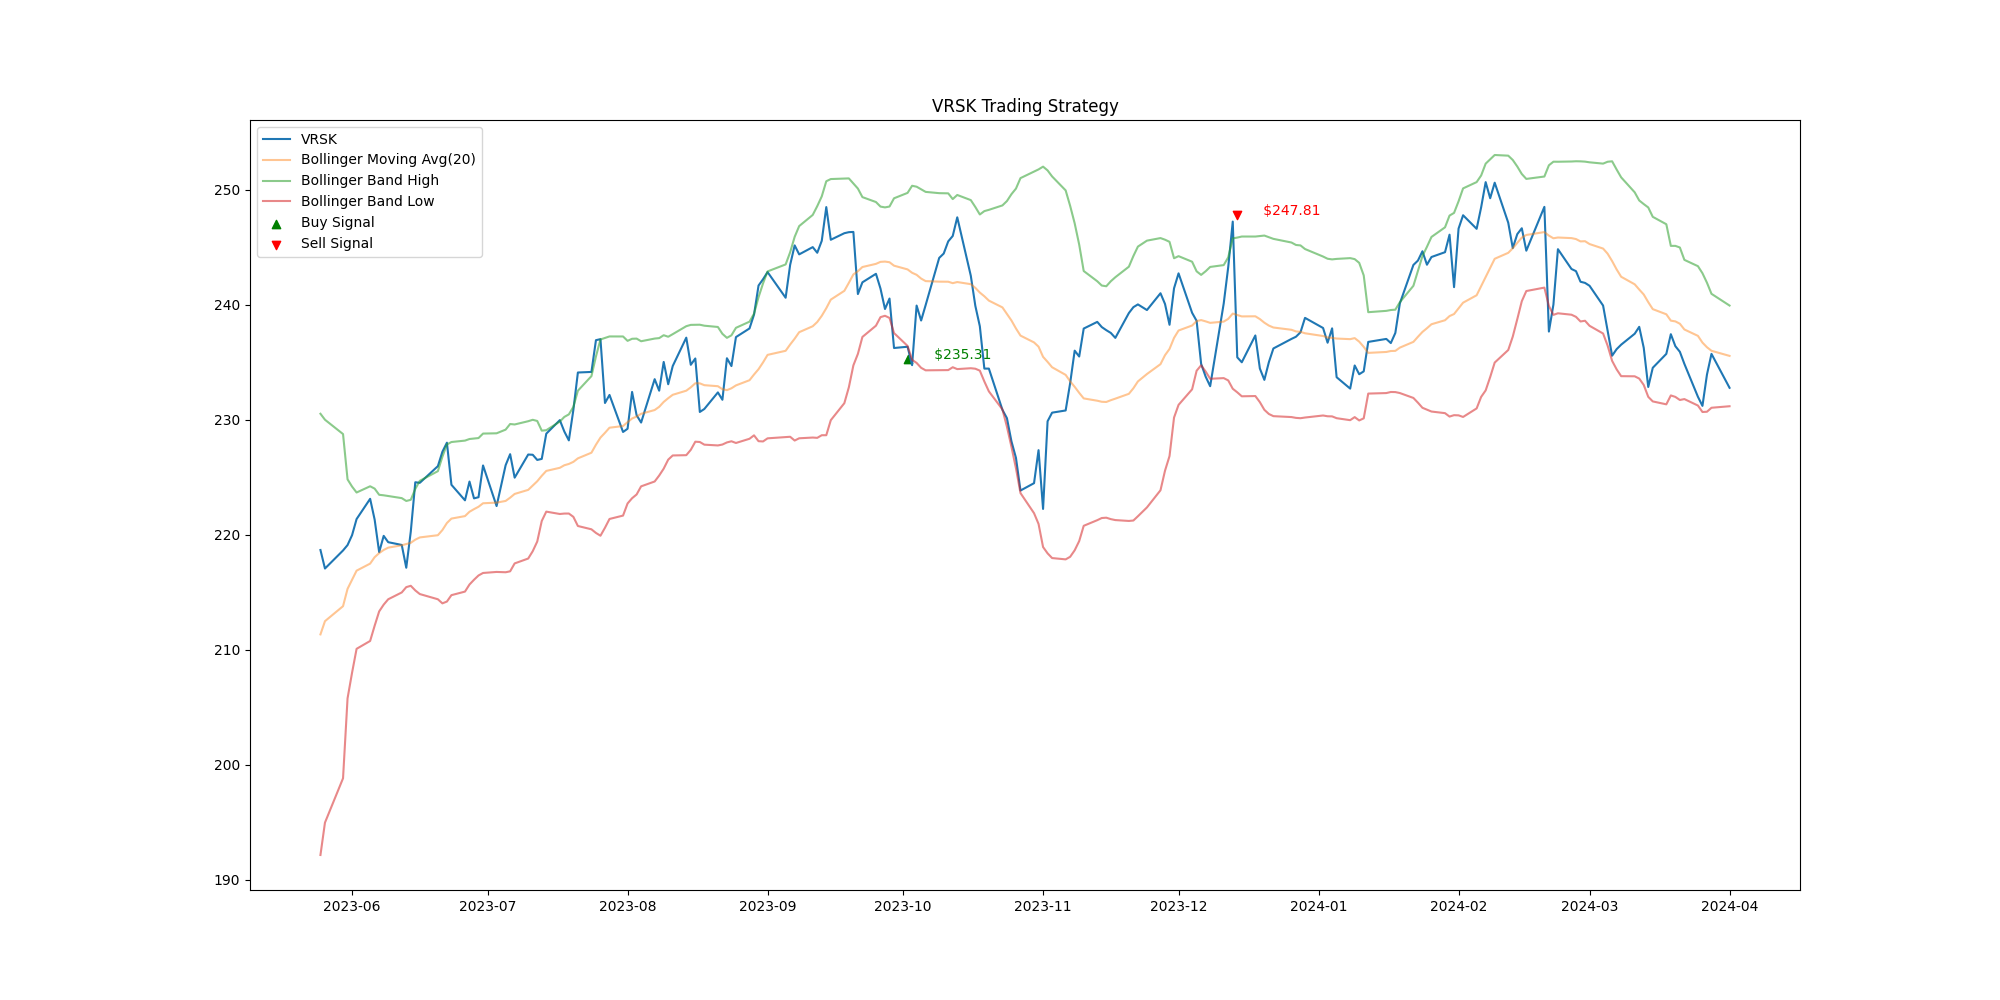 VRSK Trading Strategy
VRSK
Bollinger Moving Avg(20)
Bollinger Band High
Bollinger Band Low
Buy Signal
Sell Signal
250
240
230
220
210
200
190
$247.81
$235.31
2023-06 2023-07 2023-08 2023-09 2023-10 2023-11 2023-12 2024-01 2024-02 2024-03 2024-04